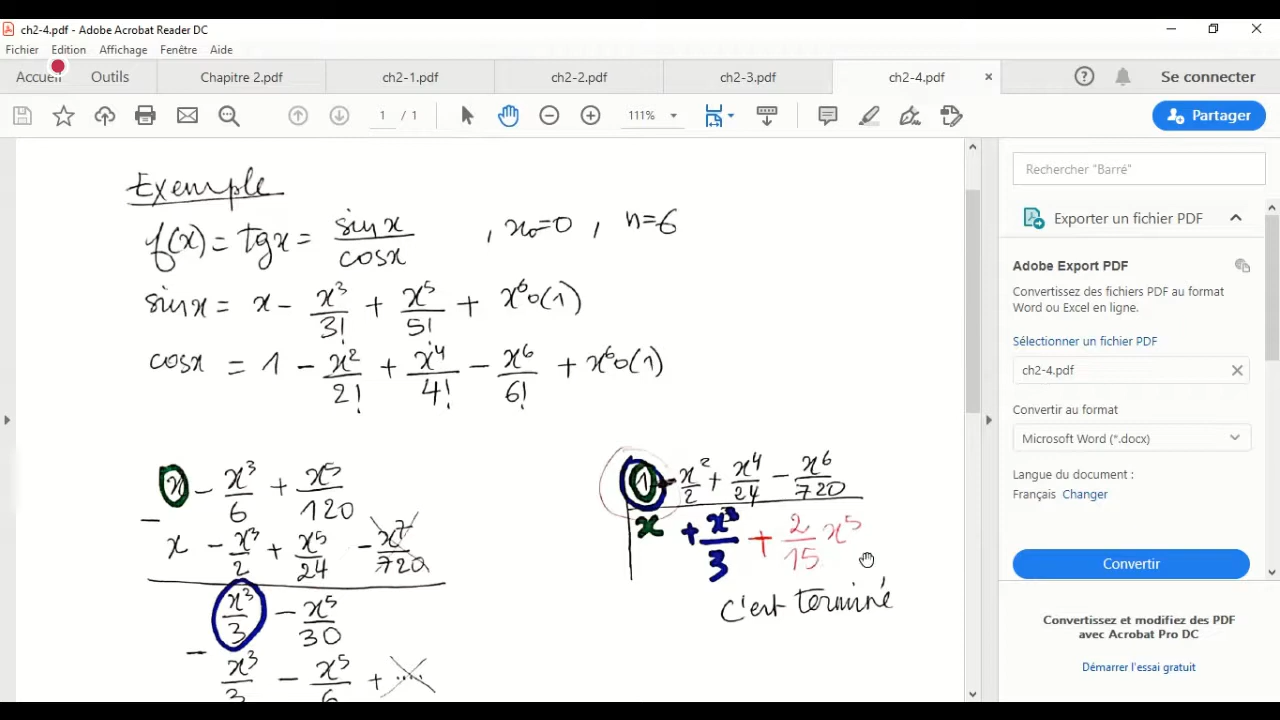 ch2-4.pdf - Adobe Acrobat Reader DC
Fichier Edition Affichage Fenêtre Aide
Accueil Outils Chapitre 2.pdf ch2-1.pdf ch2-2.pdf ch2-3.pdf ch2-4.pdf × ? Se connecter
1 / 1 111% Partager
Exemple
f(x) = tgx = sinx/cosx , x₀=0 , n=6
sinx = x - x³/3! + x⁵/5! + x⁶o(1)
cosx = 1 - x²/2! + x⁴/4! - x⁶/6! + x⁶o(1)
x - x³/6 + x⁵/120
- x - x³/2 + x⁵/24 - x⁷/720
x³/3 - x⁵/30
- x³/3 - x⁵/6 + ....
1 - x²/2 + x⁴/24 - x⁶/720
x + x³/3 + 2/15 x⁵
c'est terminé
Rechercher "Barré"
Exporter un fichier PDF
Adobe Export PDF
Convertissez des fichiers PDF au format
Word ou Excel en ligne.
Sélectionner un fichier PDF
ch2-4.pdf
Convertir au format
Microsoft Word (*.docx)
Langue du document :
Français Changer
Convertir
Convertissez et modifiez des PDF
avec Acrobat Pro DC
Démarrer l'essai gratuit